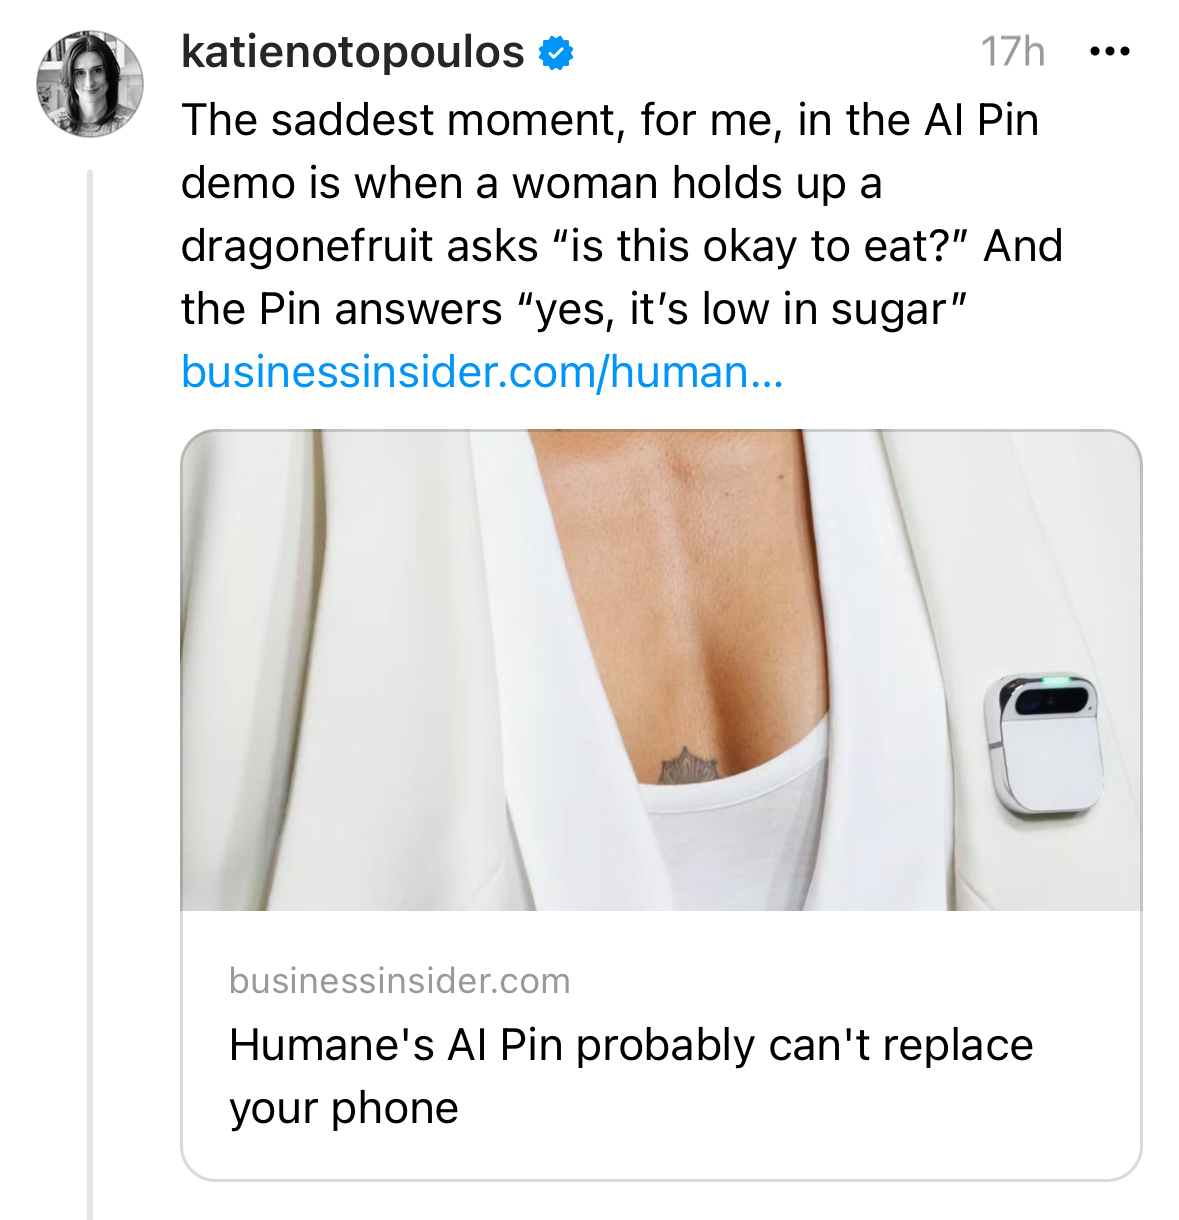 katienotopoulos
17h
The saddest moment, for me, in the AI Pin
demo is when a woman holds up a
dragonefruit asks “is this okay to eat?” And
the Pin answers “yes, it’s low in sugar”
businessinsider.com/human...
businessinsider.com
Humane's AI Pin probably can't replace
your phone